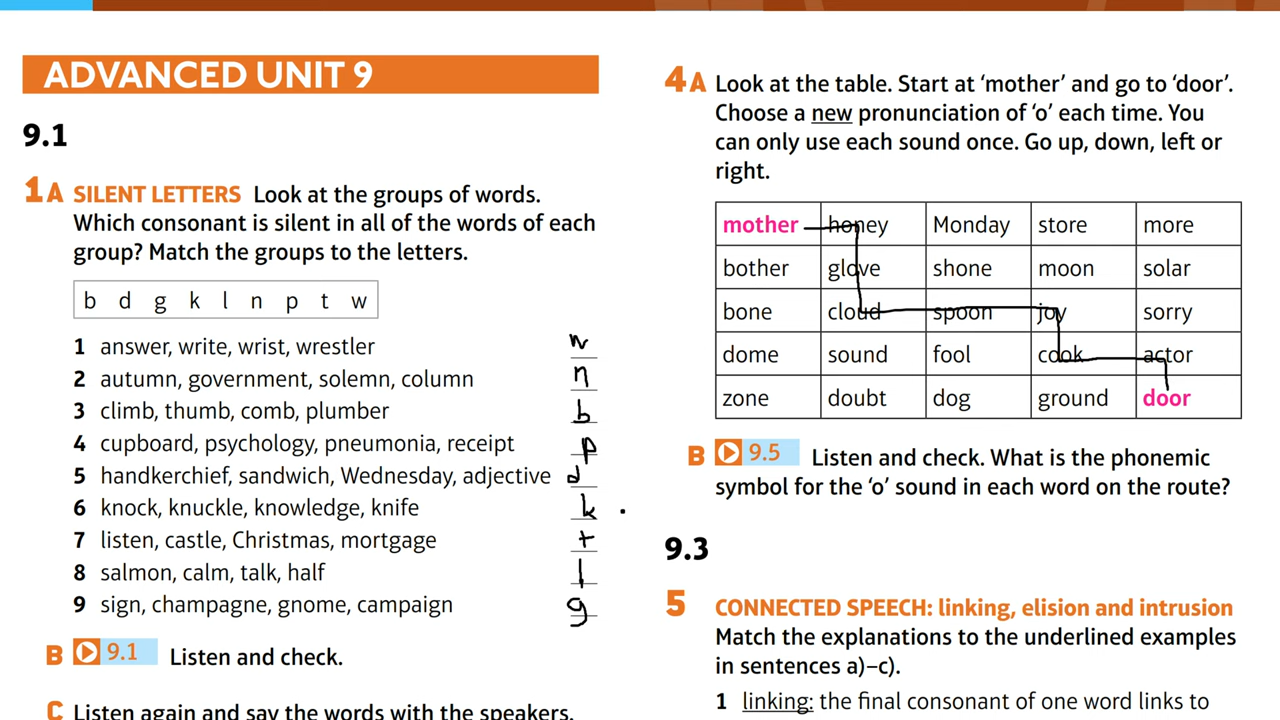 ADVANCED UNIT 9
9.1
1 A SILENT LETTERS Look at the groups of words.
Which consonant is silent in all of the words of each
group? Match the groups to the letters.
b d g k l n p t w
1 answer, write, wrist, wrestler w
2 autumn, government, solemn, column n
3 climb, thumb, comb, plumber b
4 cupboard, psychology, pneumonia, receipt p
5 handkerchief, sandwich, Wednesday, adjective d
6 knock, knuckle, knowledge, knife k
7 listen, castle, Christmas, mortgage t
8 salmon, calm, talk, half l
9 sign, champagne, gnome, campaign g
B 9.1 Listen and check.
C Listen again and say the words with the speakers.
4 A Look at the table. Start at ‘mother’ and go to ‘door’.
Choose a new pronunciation of ‘o’ each time. You
can only use each sound once. Go up, down, left or
right.
mother honey Monday store more
bother glove shone moon solar
bone cloud spoon joy sorry
dome sound fool cook actor
zone doubt dog ground door
B 9.5 Listen and check. What is the phonemic
symbol for the ‘o’ sound in each word on the route?
9.3
5 CONNECTED SPEECH: linking, elision and intrusion
Match the explanations to the underlined examples
in sentences a)–c).
1 linking: the final consonant of one word links to